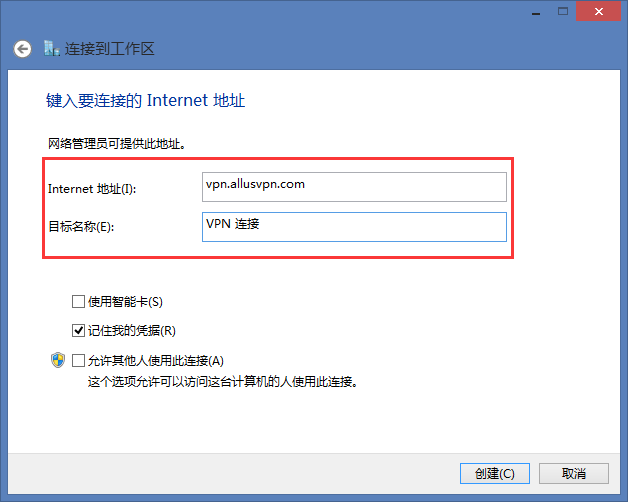 连接到工作区
键入要连接的 Internet 地址
网络管理员可提供此地址。
Internet 地址(I):
vpn.allusvpn.com
目标名称(E):
VPN 连接
使用智能卡(S)
记住我的凭据(R)
允许其他人使用此连接(A)
这个选项允许可以访问这台计算机的人使用此连接。
创建(C)
取消